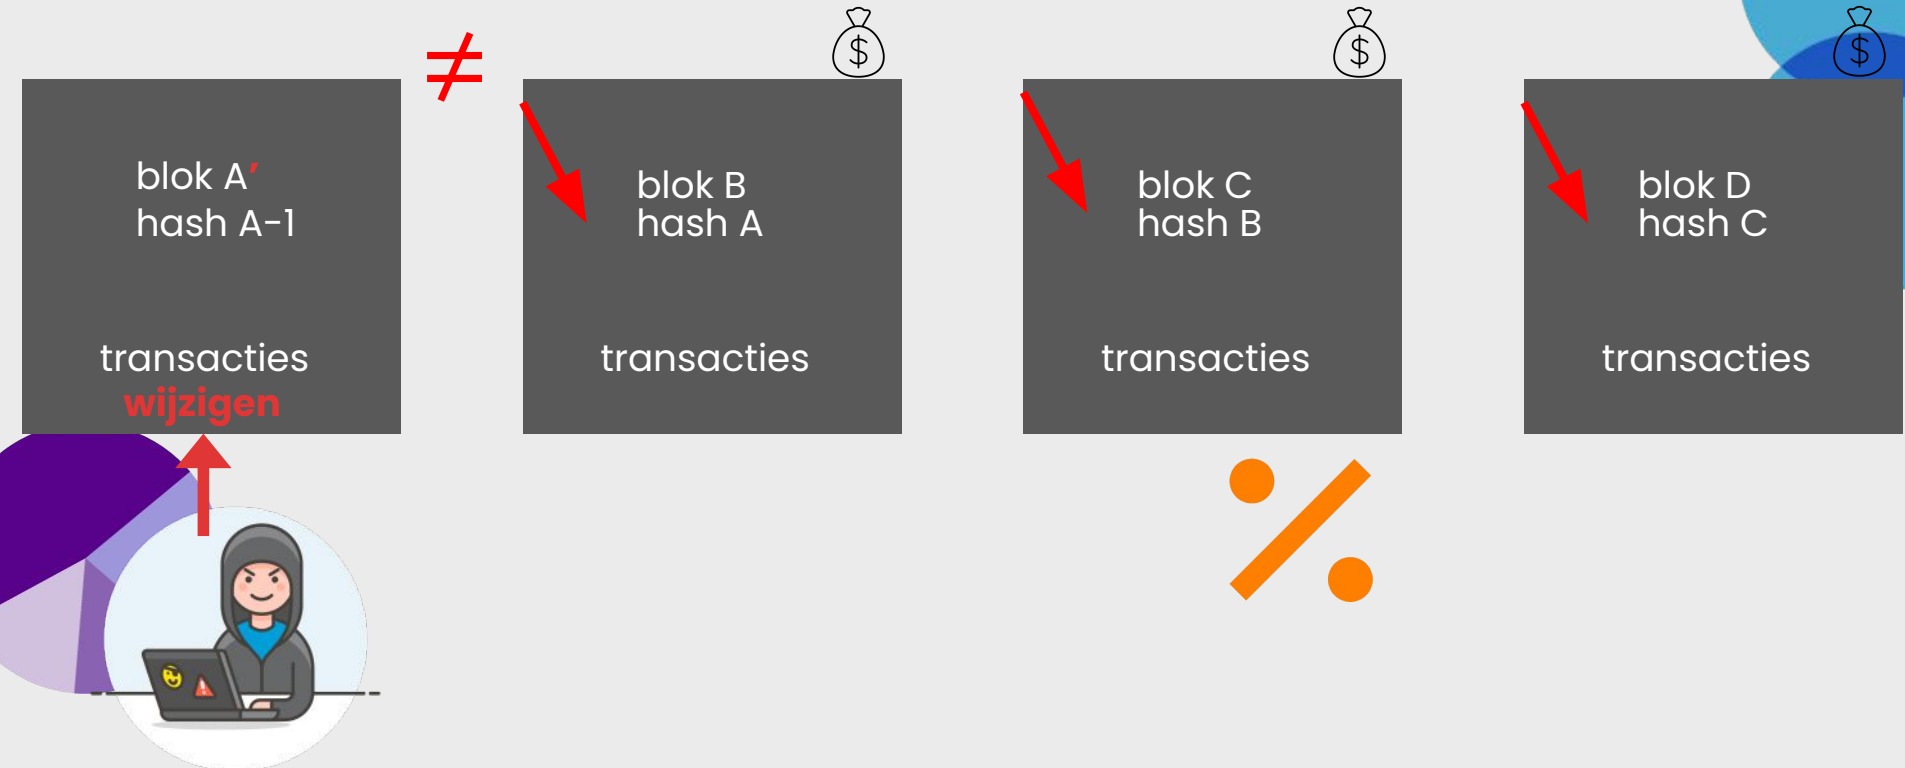 ≠
$
$
$
blok A'
hash A-1
transacties
wijzigen
blok B
hash A
transacties
blok C
hash B
transacties
blok D
hash C
transacties
%